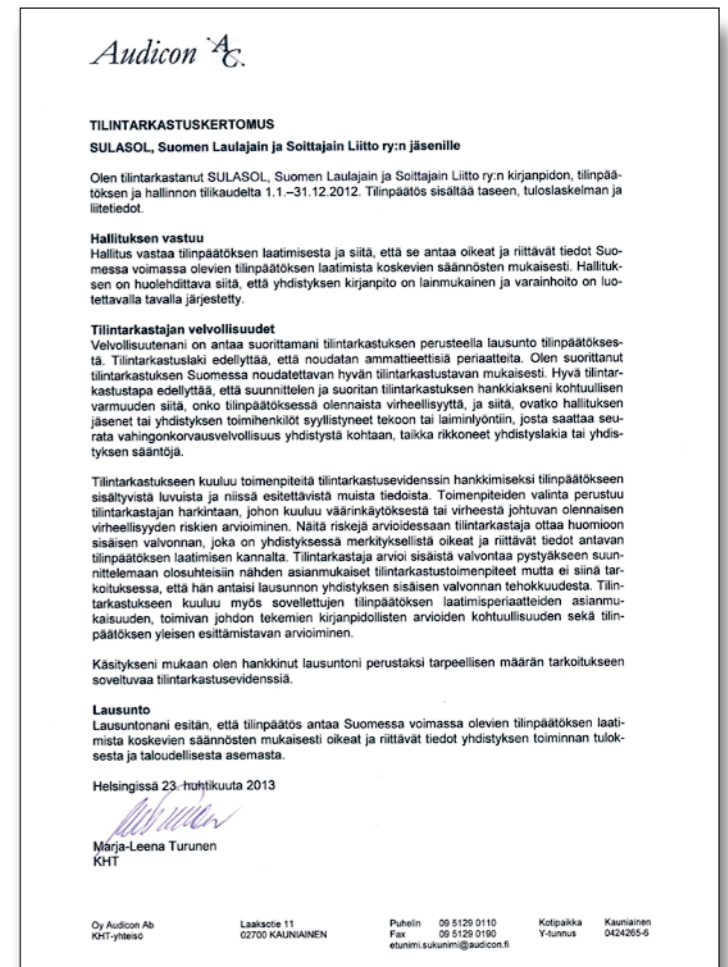 Audicon AC.
TILINTARKASTUSKERTOMUS
SULASOL, Suomen Laulajain ja Soittajain Liitto ry:n jäsenille
Olen tilintarkastanut SULASOL, Suomen Laulajain ja Soittajain Liitto ry:n kirjanpidon, tilinpää-
töksen ja hallinnon tilikaudelta 1.1.–31.12.2012. Tilinpäätös sisältää taseen, tuloslaskelman ja
liitetiedot.
Hallituksen vastuu
Hallitus vastaa tilinpäätöksen laatimisesta ja siitä, että se antaa oikeat ja riittävät tiedot Suo-
messa voimassa olevien tilinpäätöksen laatimista koskevien säännösten mukaisesti. Hallituk-
sen on huolehdittava siitä, että yhdistyksen kirjanpito on lainmukainen ja varainhoito on luo-
tettavalla tavalla järjestetty.
Tilintarkastajan velvollisuudet
Velvollisuutenani on antaa suorittamani tilintarkastuksen perusteella lausunto tilinpäätökses-
tä. Tilintarkastuslaki edellyttää, että noudatan ammattieettisiä periaatteita. Olen suorittanut
tilintarkastuksen Suomessa noudatettavan hyvän tilintarkastustavan mukaisesti. Hyvä tilintar-
kastustapa edellyttää, että suunnittelen ja suoritan tilintarkastuksen hankkiakseni kohtuullisen
varmuuden siitä, onko tilinpäätöksessä olennaista virheellisyyttä, ja siitä, ovatko hallituksen
jäsenet tai yhdistyksen toimihenkilöt syyllistyneet tekoon tai laiminlyöntiin, josta saattaa seu-
rata vahingonkorvausvelvollisuus yhdistystä kohtaan, taikka rikkoneet yhdistyslakia tai yhdis-
tyksen sääntöjä.
Tilintarkastukseen kuuluu toimenpiteitä tilintarkastusevidenssin hankkimiseksi tilinpäätökseen
sisältyvistä luvuista ja niissä esitettävistä muista tiedoista. Toimenpiteiden valinta perustuu
tilintarkastajan harkintaan, johon kuuluu väärinkäytöksestä tai virheestä johtuvan olennaisen
virheellisyyden riskien arvioiminen. Näitä riskejä arvioidessaan tilintarkastaja ottaa huomioon
sisäisen valvonnan, joka on yhdistyksessä merkityksellistä oikeat ja riittävät tiedot antavan
tilinpäätöksen laatimisen kannalta. Tilintarkastaja arvioi sisäistä valvontaa pystyäkseen suun-
nittelemaan olosuhteisiin nähden asianmukaiset tilintarkastustoimenpiteet mutta ei siinä tar-
koituksessa, että hän antaisi lausunnon yhdistyksen sisäisen valvonnan tehokkuudesta. Tilin-
tarkastukseen kuuluu myös sovellettujen tilinpäätöksen laatimisperiaatteiden asianmu-
kaisuuden, toimivan johdon tekemien kirjanpidollisten arvioiden kohtuullisuuden sekä tilin-
päätöksen yleisen esittämistavan arvioiminen.
Käsitykseni mukaan olen hankkinut lausuntoni perustaksi tarpeellisen määrän tarkoitukseen
soveltuvaa tilintarkastusevidenssiä.
Lausunto
Lausuntonani esitän, että tilinpäätös antaa Suomessa voimassa olevien tilinpäätöksen laati-
mista koskevien säännösten mukaisesti oikeat ja riittävät tiedot yhdistyksen toiminnan tulok-
sesta ja taloudellisesta asemasta.
Helsingissä 23. huhtikuuta 2013
Marja-Leena Turunen
KHT
Oy Audicon Ab Laaksotie 11 Puhelin 09 5129 0110 Kotipaikka Kauniainen
KHT-yhteisö 02700 KAUNIAINEN Fax 09 5129 0190 Y-tunnus 0424265-6
etunimi.sukunimi@audicon.fi